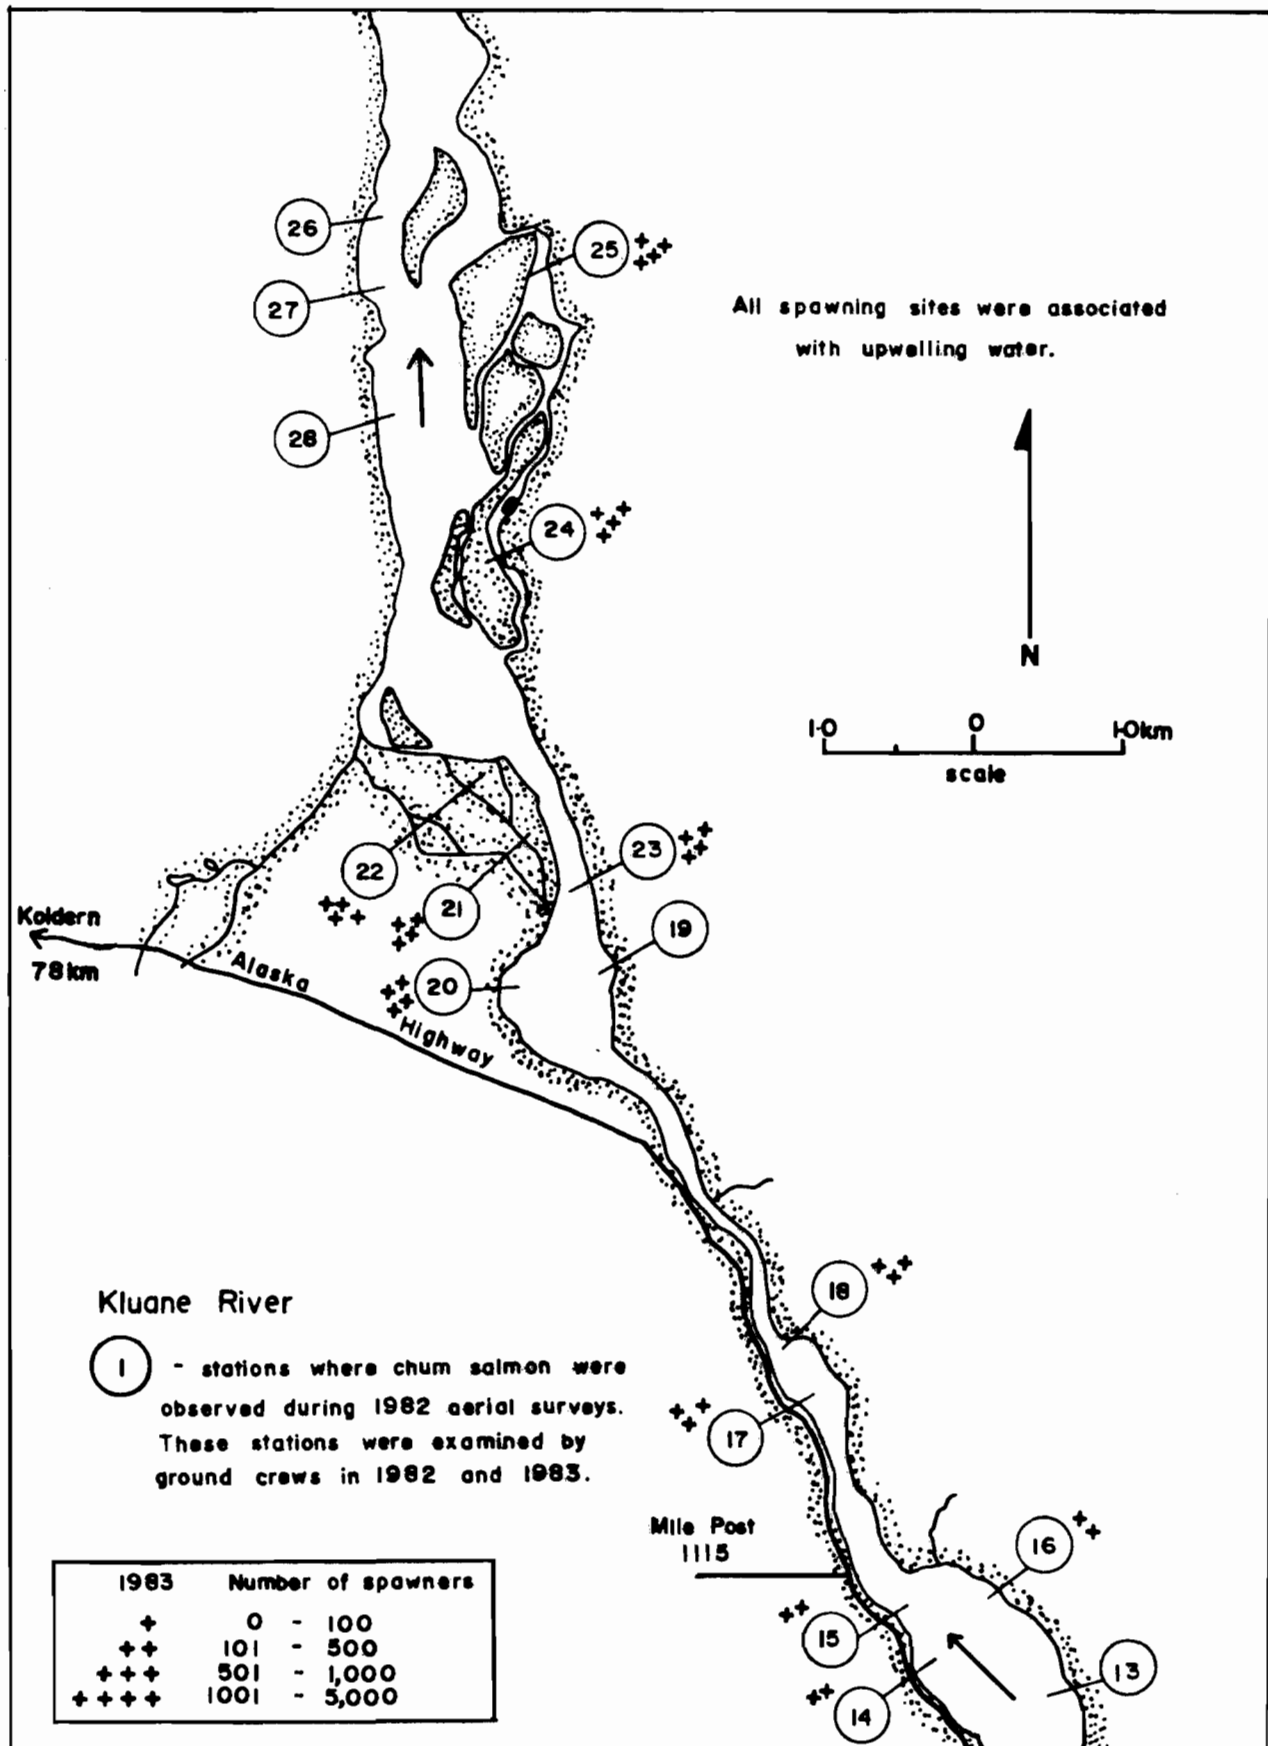 26
25
27
All spawning sites were associated
with upwelling water.
28
24
N
1·0 0 1·0km
scale
23
22
21
19
Koidern
78km
Alaska
Highway
20
18
Kluane River
1 - stations where chum salmon were
observed during 1982 aerial surveys.
These stations were examined by
ground crews in 1982 and 1983.
17
Mile Post
1115
16
15
13
14
1983 Number of spawners
+ 0 - 100
++ 101 - 500
+++ 501 - 1,000
++++ 1001 - 5,000